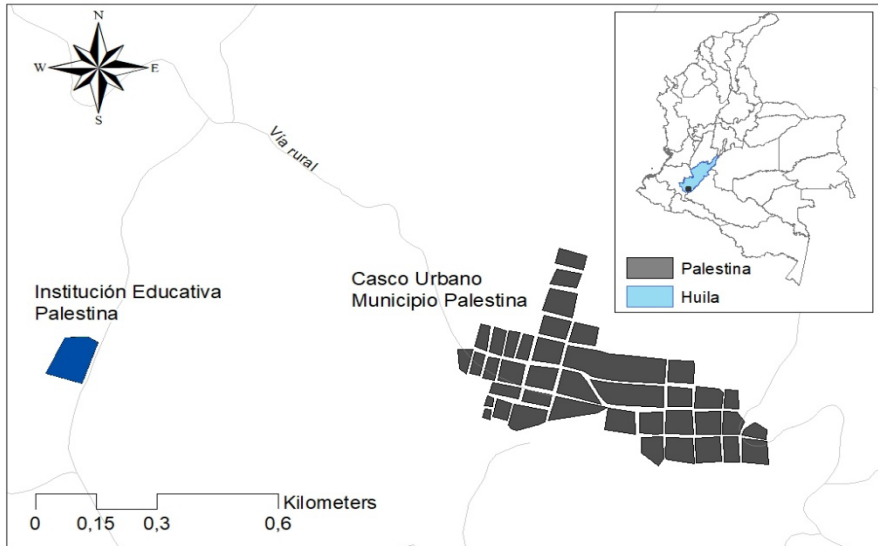 N
W
E
S
Vía rural
Institución Educativa
Palestina
Casco Urbano
Municipio Palestina
Palestina
Huila
Kilometers
0 0,15 0,3 0,6